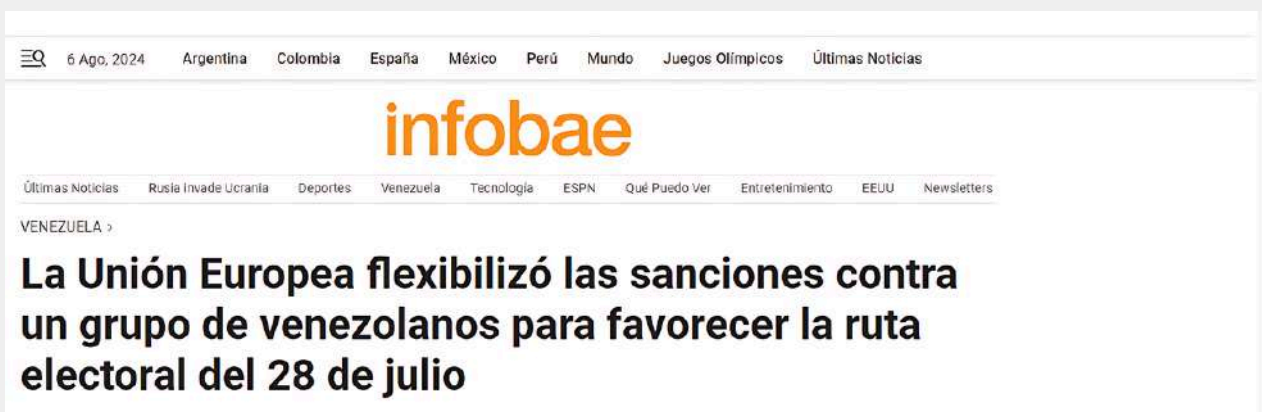 6 Ago, 2024 Argentina Colombia España México Perú Mundo Juegos Olímpicos Últimas Noticias
infobae
Últimas Noticias Rusia Invade Ucrania Deportes Venezuela Tecnología ESPN Qué Puedo Ver Entretenimiento EEUU Newsletters
VENEZUELA >
La Unión Europea flexibilizó las sanciones contra
un grupo de venezolanos para favorecer la ruta
electoral del 28 de julio